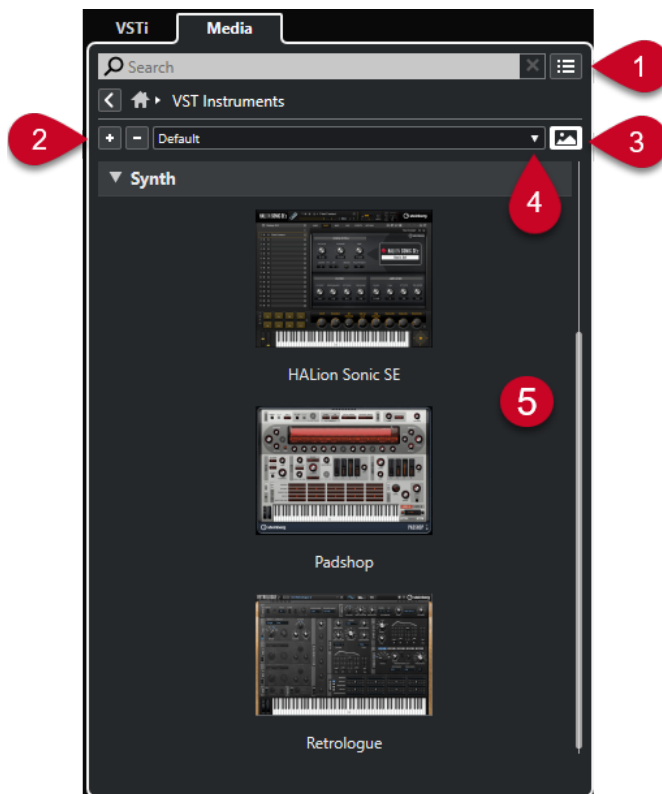 VSTi Media
Search
1
VST Instruments
2
Default
3
4
Synth
HALion Sonic SE
5
Padshop
Retrologue